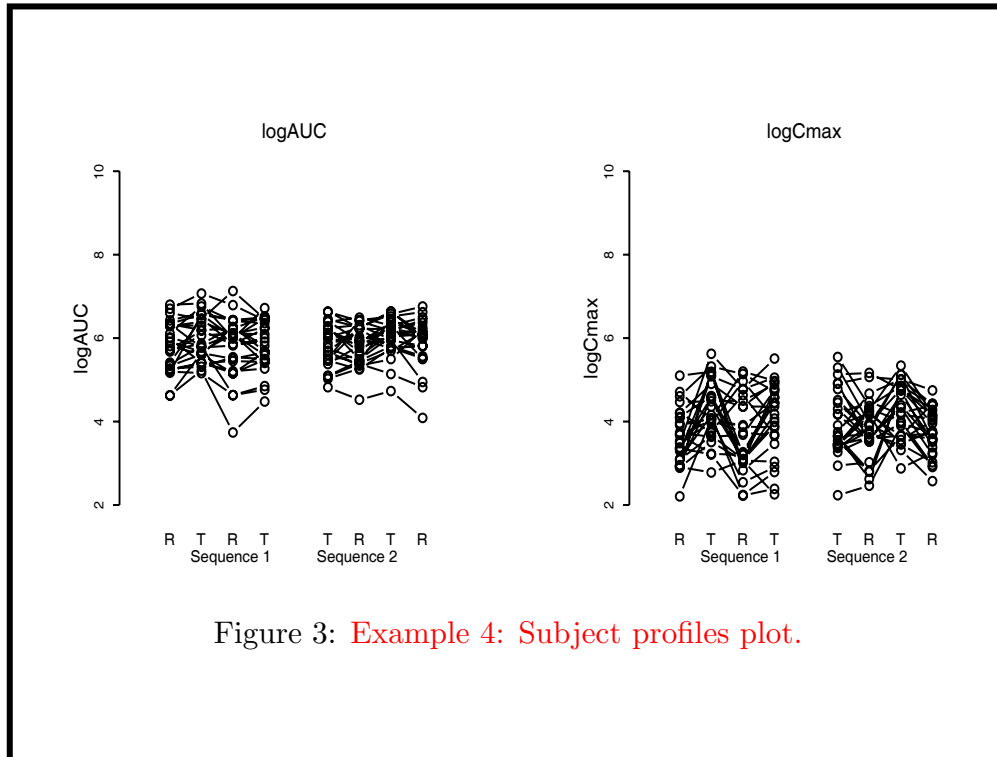 logAUC
logAUC
10
8
6
4
2
R T R T
Sequence 1
T R T R
Sequence 2
logCmax
logCmax
10
8
6
4
2
R T R T
Sequence 1
T R T R
Sequence 2
Figure 3: Example 4: Subject profiles plot.